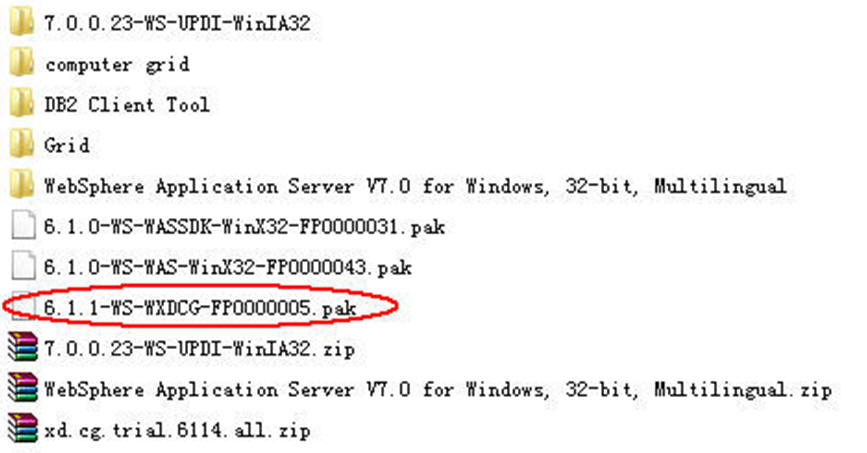 7.0.0.23-WS-UPDI-WinIA32
computer grid
DB2 Client Tool
Grid
WebSphere Application Server V7.0 for Windows, 32-bit, Multilingual
6.1.0-WS-WASSDK-WinX32-FP0000031.pak
6.1.0-WS-WAS-WinX32-FP0000043.pak
6.1.1-WS-WXDCG-FP0000005.pak
7.0.0.23-WS-UPDI-WinIA32.zip
WebSphere Application Server V7.0 for Windows, 32-bit, Multilingual.zip
xd.cg.trial.6114.all.zip